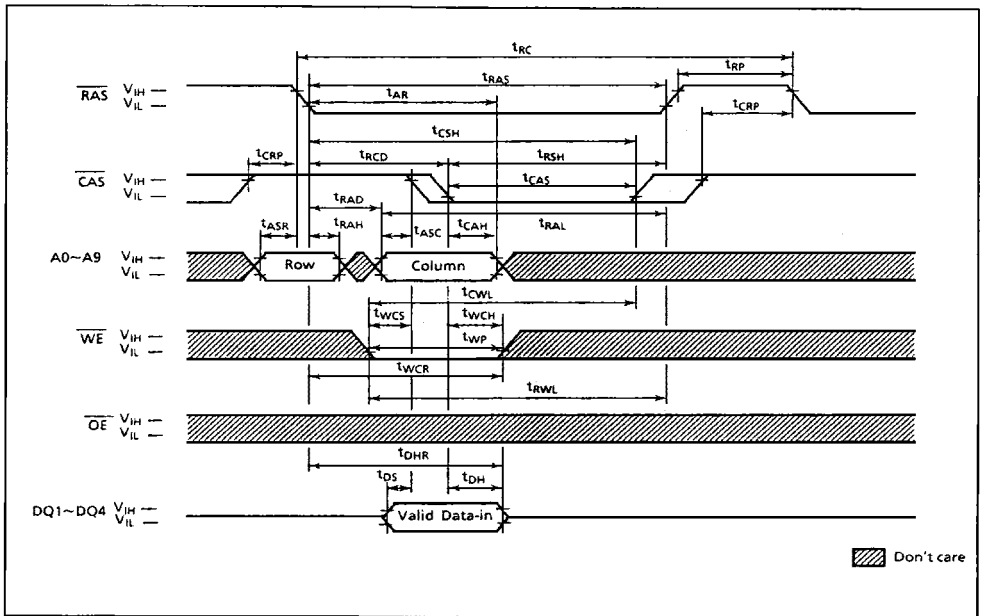 tRC
tRAS
tRP
tAR
RAS VIH
VIL
tCRP
tCSH
tCRP
tRCD
tRSH
CAS VIH
VIL
tCAS
tRAD
tRAL
tASR
tRAH
tASC
tCAH
A0~A9 VIH
VIL
Row
Column
tCWL
tWCS
tWCH
WE VIH
VIL
tWP
tWCR
tRWL
OE VIH
VIL
tDHR
tDS
tDH
DQ1~DQ4 VIH
VIL
Valid Data-in
Don't care